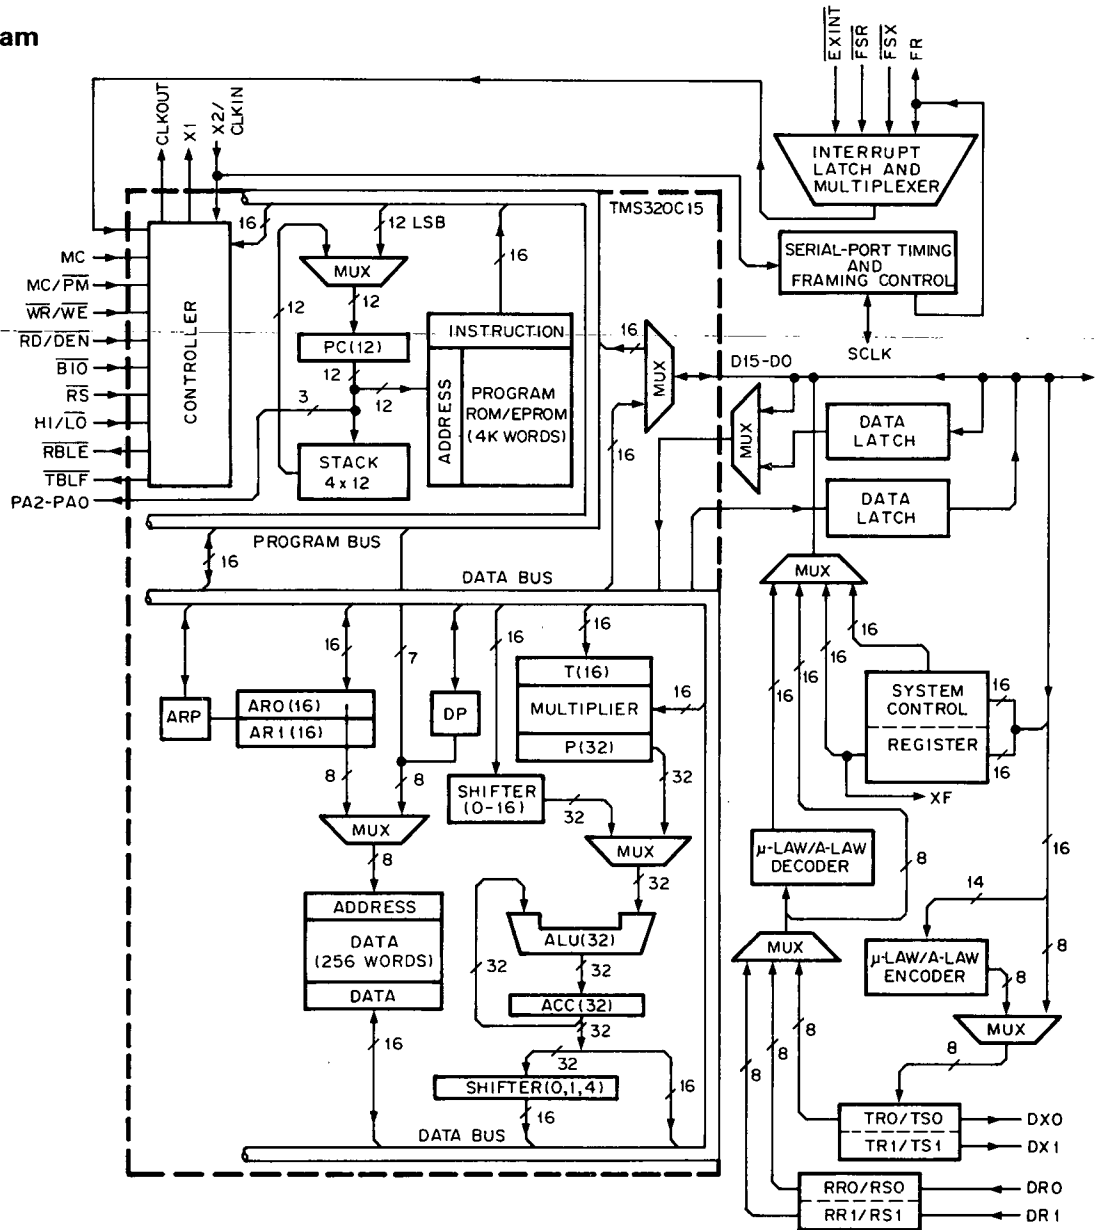 am
EXINT
FSR
FSX
FR
CLKOUT
X1
X2/
CLKIN
INTERRUPT
LATCH AND
MULTIPLEXER
TMS320C15
16
12 LSB
16
MUX
12
12
SERIAL-PORT TIMING
AND
FRAMING CONTROL
SCLK
MC
MC/PM
WR/WE
RD/DEN
BIO
RS
HI/LO
RBLE
TBLF
PA2-PA0
CONTROLLER
PC(12)
12
12
3
STACK
4 x 12
INSTRUCTION
ADDRESS
PROGRAM
ROM/EPROM
(4K WORDS)
16
MUX
16
D15-D0
MUX
DATA
LATCH
DATA
LATCH
PROGRAM BUS
16
DATA BUS
MUX
16
7
16
16
16
16
16
16
ARP
AR0 (16)
AR1 (16)
DP
T(16)
MULTIPLIER
P(32)
16
SYSTEM
CONTROL
REGISTER
16
16
XF
8
8
SHIFTER
(0-16)
32
32
MUX
8
MUX
32
μ-LAW/A-LAW
DECODER
8
16
14
ADDRESS
DATA
(256 WORDS)
DATA
16
ALU(32)
32
32
ACC(32)
32
32
SHIFTER(0,1,4)
16
16
MUX
μ-LAW/A-LAW
ENCODER
8
8
MUX
8
8
8
8
DATA BUS
TR0/TS0
TR1/TS1
DX0
DX1
RR0/RS0
RR1/RS1
DR0
DR1